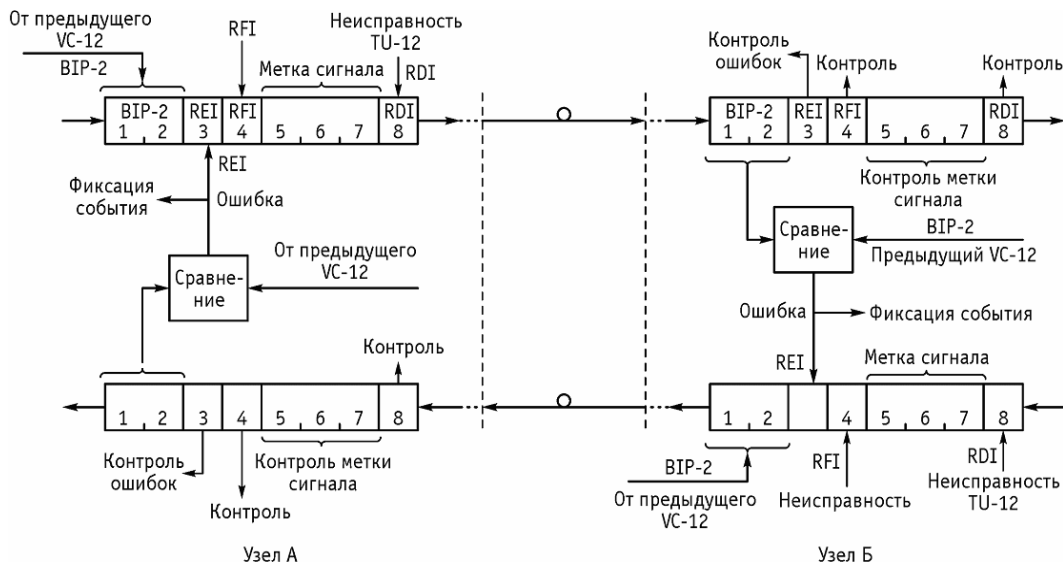 От предыдущего
VC-12
BIP-2
RFI
Неисправность
TU-12
RDI
Метка сигнала
BIP-2 REI RFI RDI
1 2 3 4 5 6 7 8
REI
Фиксация
события
Ошибка
От предыдущего
VC-12
Сравне-
ние
Контроль
1 2 3 4 5 6 7 8
Контроль
ошибок
Контроль метки
сигнала
Контроль
Узел А
Контроль
ошибок
Контроль
Контроль
BIP-2 REI RFI RDI
1 2 3 4 5 6 7 8
Контроль метки
сигнала
Сравне-
ние
BIP-2
Предыдущий VC-12
Ошибка
Фиксация события
REI
Метка сигнала
1 2 4 5 6 7 8
BIP-2
От предыдущего
VC-12
RFI
Неисправность
RDI
Неисправность
TU-12
Узел Б